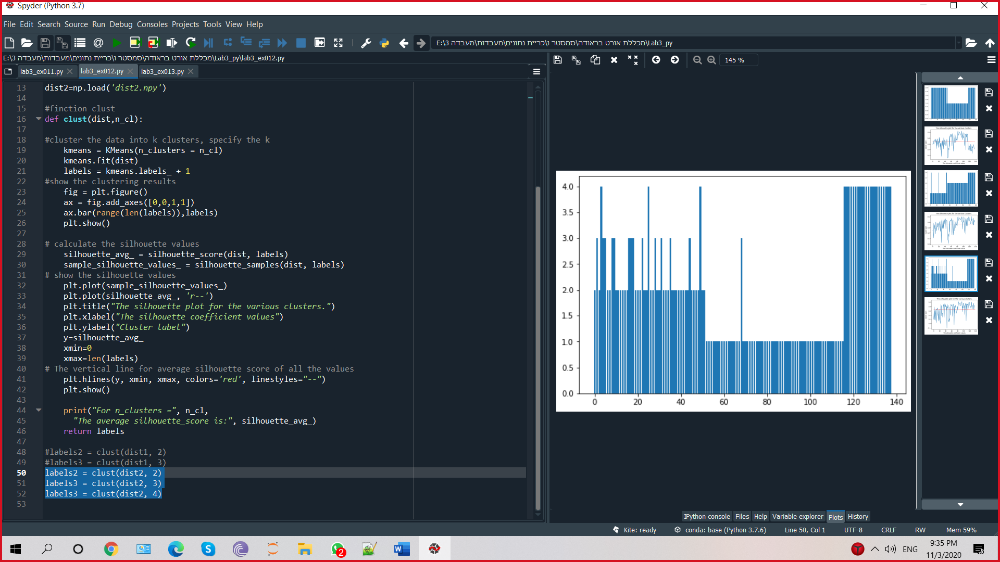 Spyder (Python 3.7)
File Edit Search Source Run Debug Consoles Projects Tools View Help
E:\מכללת אורט בראודה\סמסטר ו\כריית נתונים\מעבדות\מעבדה 3\Lab3_py
E:\מכללת אורט בראודה\סמסטר ו\כריית נתונים\מעבדות\מעבדה 3\Lab3_py\lab3_ex012.py
145 %
lab3_ex011.py lab3_ex012.py lab3_ex013.py
13 dist2=np.load('dist2.npy')
14
15 #finction clust
16 def clust(dist,n_cl):
17
18 #cluster the data into k clusters, specify the k
19 kmeans = KMeans(n_clusters = n_cl)
20 kmeans.fit(dist)
21 labels = kmeans.labels_ + 1
22 #show the clustering results
23 fig = plt.figure()
24 ax = fig.add_axes([0,0,1,1])
25 ax.bar(range(len(labels)),labels)
26 plt.show()
27
28 # calculate the silhouette values
29 silhouette_avg_ = silhouette_score(dist, labels)
30 sample_silhouette_values_ = silhouette_samples(dist, labels)
31 # show the silhouette values
32 plt.plot(sample_silhouette_values_)
33 plt.plot(silhouette_avg_, 'r--')
34 plt.title("The silhouette plot for the various clusters.")
35 plt.xlabel("The silhouette coefficient values")
36 plt.ylabel("Cluster label")
37 y=silhouette_avg_
38 xmin=0
39 xmax=len(labels)
40 # The vertical line for average silhouette score of all the values
41 plt.hlines(y, xmin, xmax, colors='red', linestyles="--")
42 plt.show()
43
44 print("For n_clusters =", n_cl,
45 "The average silhouette_score is:", silhouette_avg_)
46 return labels
47
48 #labels2 = clust(dist1, 2)
49 #labels3 = clust(dist1, 3)
50 labels2 = clust(dist2, 2)
51 labels3 = clust(dist2, 3)
52 labels3 = clust(dist2, 4)
53
4.0
3.5
3.0
2.5
2.0
1.5
1.0
0.5
0.0
0 20 40 60 80 100 120 140
IPython console Files Help Variable explorer Plots History
Kite: ready conda: base (Python 3.7.6) Line 50, Col 1 UTF-8 CRLF RW Mem 59%
2
ENG
9:35 PM
11/3/2020